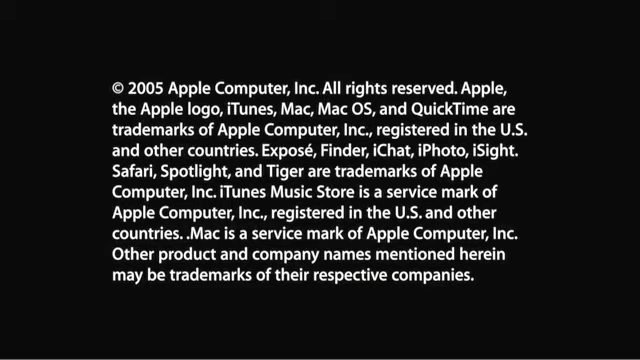 © 2005 Apple Computer, Inc. All rights reserved. Apple,
the Apple logo, iTunes, Mac, Mac OS, and QuickTime are
trademarks of Apple Computer, Inc., registered in the U.S.
and other countries. Exposé, Finder, iChat, iPhoto, iSight.
Safari, Spotlight, and Tiger are trademarks of Apple
Computer, Inc. iTunes Music Store is a service mark of
Apple Computer, Inc., registered in the U.S. and other
countries. .Mac is a service mark of Apple Computer, Inc.
Other product and company names mentioned herein
may be trademarks of their respective companies.